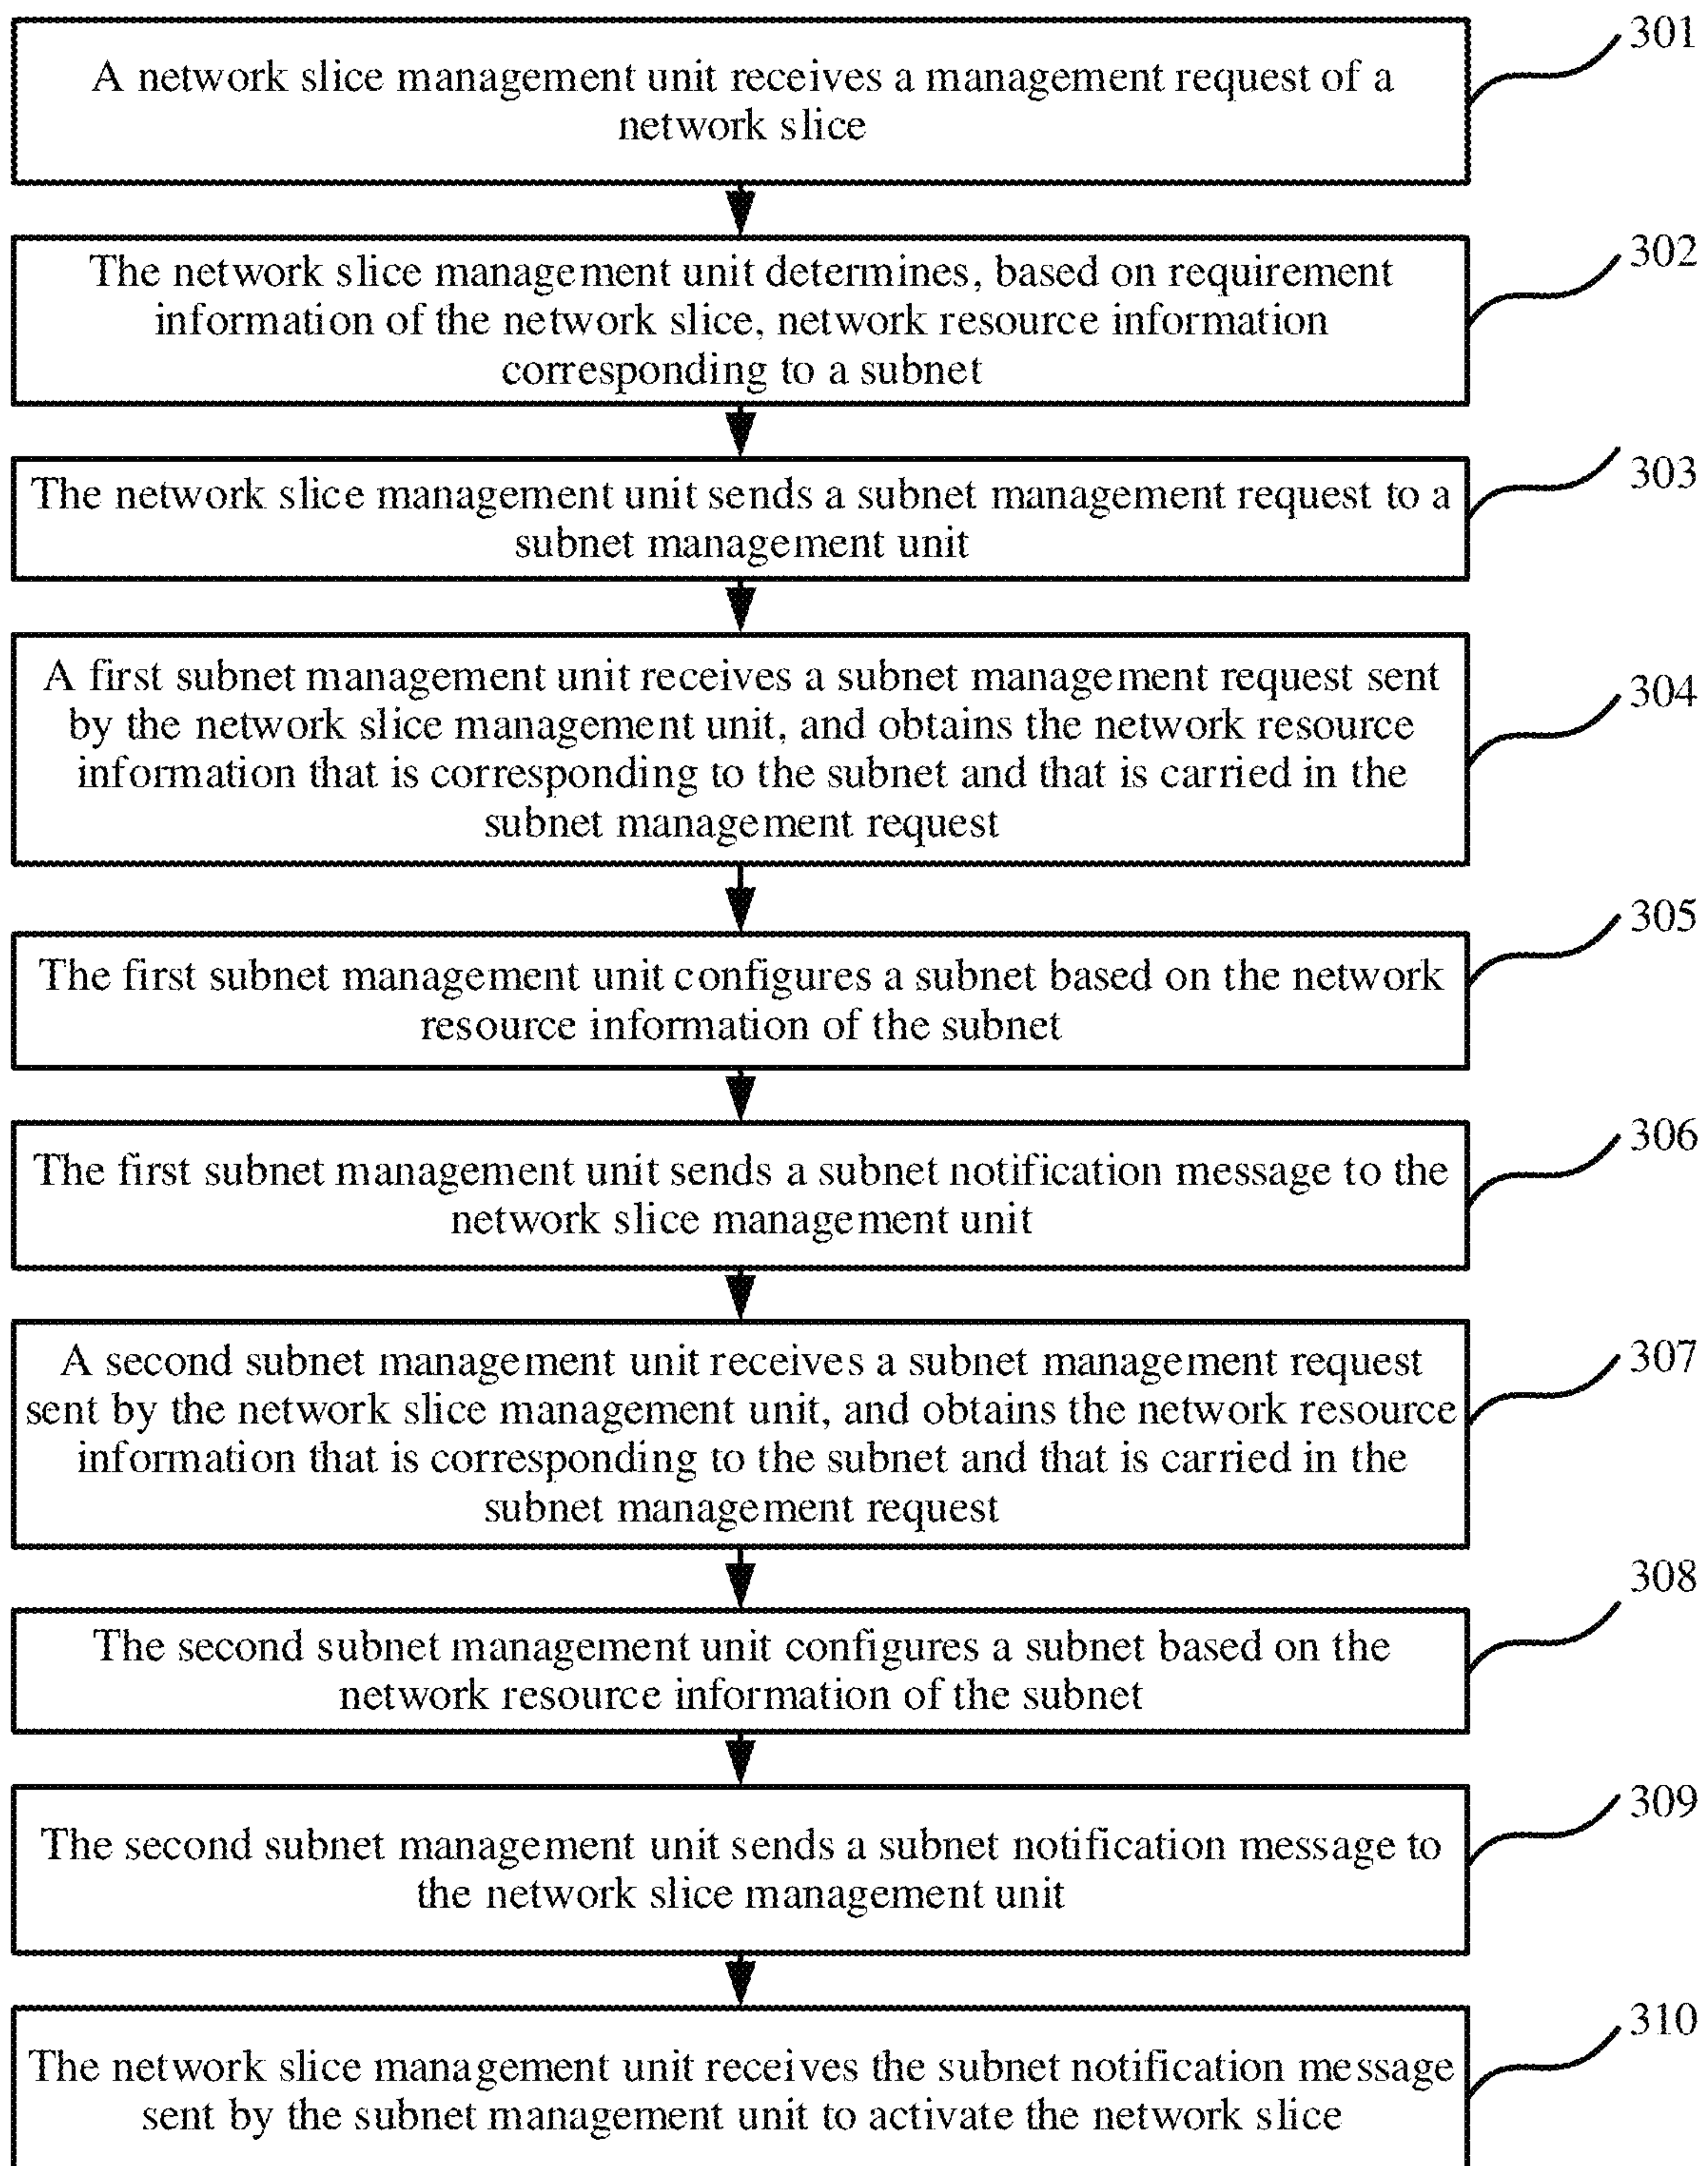 301
A network slice management unit receives a management request of a
network slice
302
The network slice management unit determines, based on requirement
information of the network slice, network resource information
corresponding to a subnet
303
The network slice management unit sends a subnet management request to a
subnet management unit
304
A first subnet management unit receives a subnet management request sent
by the network slice management unit, and obtains the network resource
information that is corresponding to the subnet and that is carried in the
subnet management request
305
The first subnet management unit configures a subnet based on the network
resource information of the subnet
306
The first subnet management unit sends a subnet notification message to the
network slice management unit
307
A second subnet management unit receives a subnet management request
sent by the network slice management unit, and obtains the network resource
information that is corresponding to the subnet and that is carried in the
subnet management request
308
The second subnet management unit configures a subnet based on the
network resource information of the subnet
309
The second subnet management unit sends a subnet notification message to
the network slice management unit
310
The network slice management unit receives the subnet notification message
sent by the subnet management unit to activate the network slice